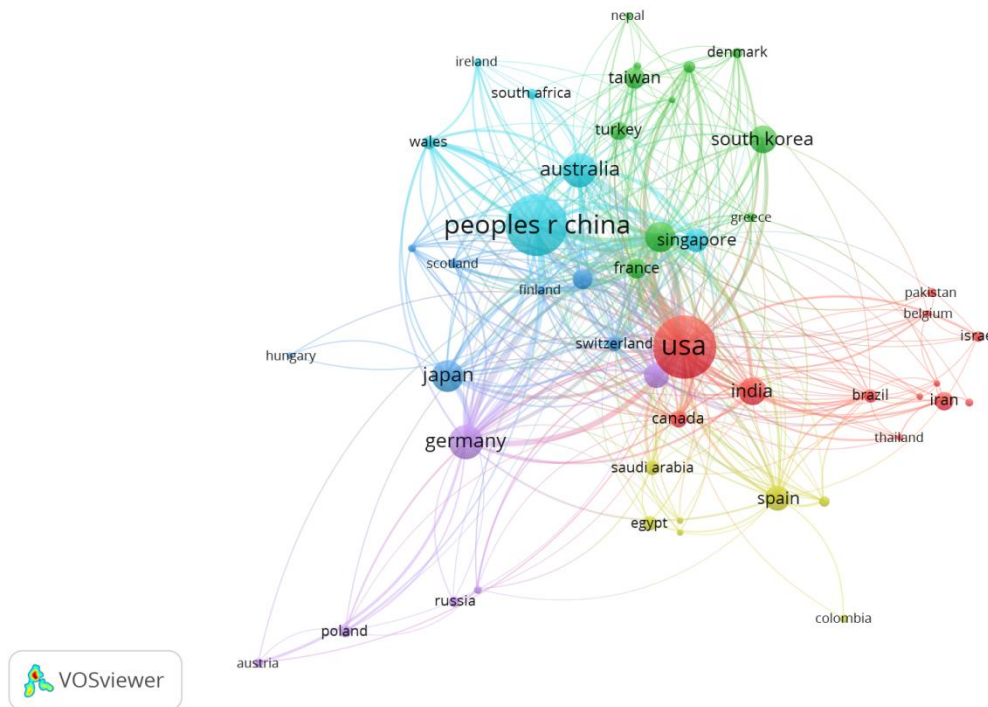 nepal
denmark
ireland
taiwan
south africa
turkey
south korea
wales
australia
peoples r china
greece
singapore
scotland
france
finland
pakistan
belgium
israe
switzerland
usa
hungary
japan
india
brazil
iran
canada
thailand
germany
saudi arabia
spain
egypt
russia
colombia
poland
austria
VOSviewer